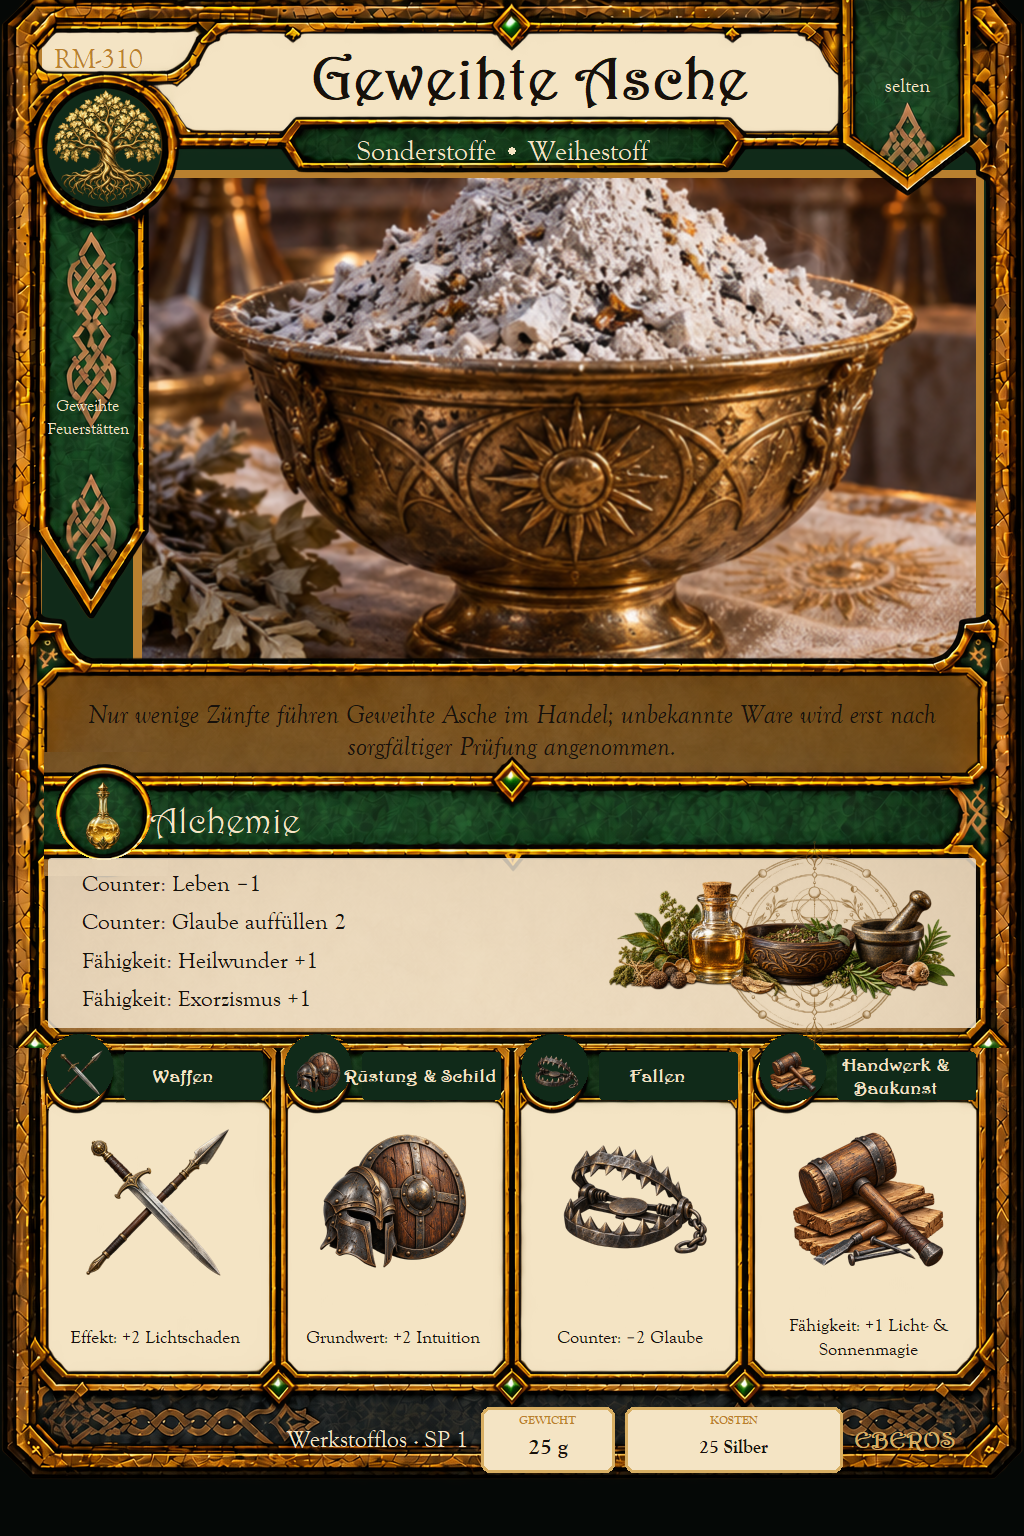 RM-310
Geweihte Asche
selten
Sonderstoffe • Weihestoff
Geweihte
Feuerstätten
Nur wenige Zünfte führen Geweihte Asche im Handel; unbekannte Ware wird erst nach
sorgfältiger Prüfung angenommen.
Alchemie
Counter: Leben −1
Counter: Glaube auffüllen 2
Fähigkeit: Heilwunder +1
Fähigkeit: Exorzismus +1
Waffen
Effekt: +2 Lichtschaden
Rüstung & Schild
Grundwert: +2 Intuition
Fallen
Counter: −2 Glaube
Handwerk &
Baukunst
Fähigkeit: +1 Licht- &
Sonnenmagie
Werkstofflos · SP 1
GEWICHT
25 g
KOSTEN
25 Silber
EBEROS